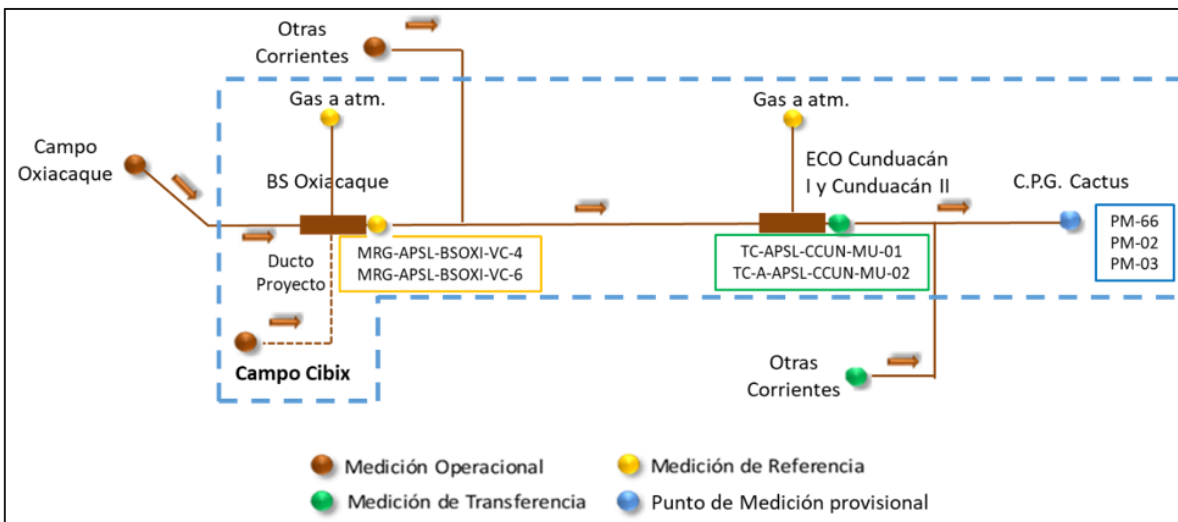 Otras
Corrientes
Gas a atm.
Gas a atm.
Campo
Oxiacaque
BS Oxiacaque
ECO Cunduacán
I y Cunduacán II
C.P.G. Cactus
Ducto
Proyecto
MRG-APSL-BSOXI-VC-4
MRG-APSL-BSOXI-VC-6
TC-APSL-CCUN-MU-01
TC-A-APSL-CCUN-MU-02
PM-66
PM-02
PM-03
Campo Cibix
Otras
Corrientes
Medición Operacional
Medición de Referencia
Medición de Transferencia
Punto de Medición provisional